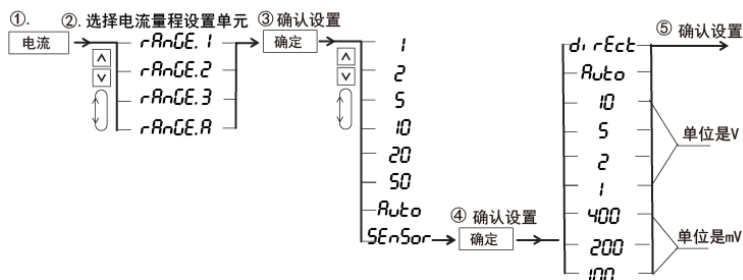 ①.
电流
②. 选择电流量程设置单元
rAnGE.1
rAnGE.2
rAnGE.3
rAnGE.A
③确认设置
确定
1
2
5
10
20
50
Auto
SEnSor
④ 确认设置
确定
dirEct
Auto
10
5
2
1
400
200
100
⑤ 确认设置
单位是V
单位是mV